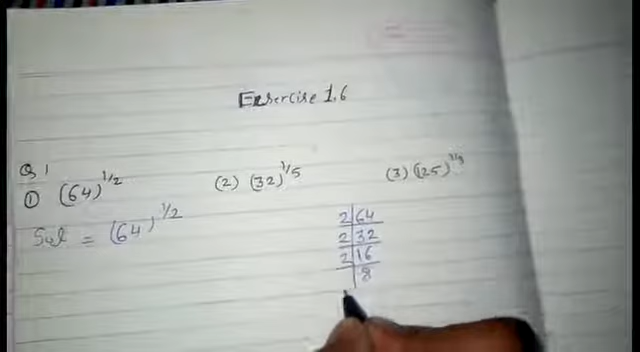 Exercise 1.6
Q 1
① (64)^1/2 (2) (32)^1/5 (3) (125)^1/3
Sol = (64)^1/2
2 | 64
2 | 32
2 | 16
| 8